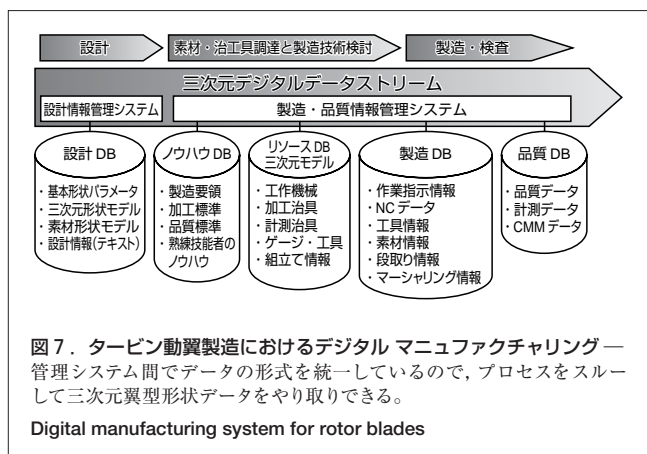 設計
素材・治工具調達と製造技術検討
製造・検査
三次元デジタルデータストリーム
設計情報管理システム
製造・品質情報管理システム
設計 DB
・基本形状パラメータ
・三次元形状モデル
・素材形状モデル
・設計情報(テキスト)
ノウハウ DB
・製造要領
・加工標準
・品質標準
・熟練技能者の
ノウハウ
リソース DB
三次元モデル
・工作機械
・加工治具
・計測治具
・ゲージ・工具
・組立て情報
製造 DB
・作業指示情報
・NC データ
・工具情報
・素材情報
・段取り情報
・マーシャリング情報
品質 DB
・品質データ
・計測データ
・CMM データ
図7．タービン動翼製造におけるデジタル マニュファクチャリング—
管理システム間でデータの形式を統一しているので，プロセスをスルー
して三次元翼型形状データをやり取りできる。
Digital manufacturing system for rotor blades